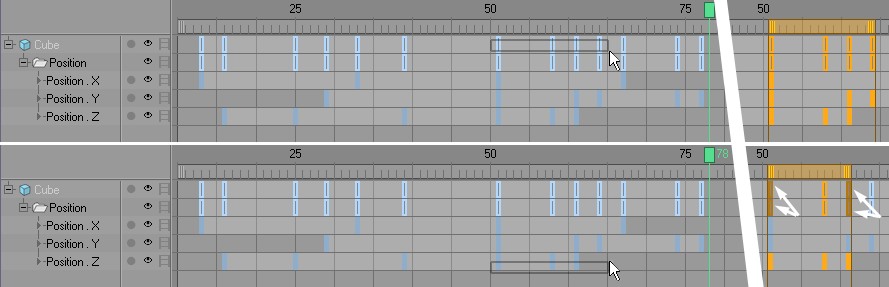 25 50 75 50
Cube
Position
Position . X
Position . Y
Position . Z
25 50 75 78 50
Cube
Position
Position . X
Position . Y
Position . Z